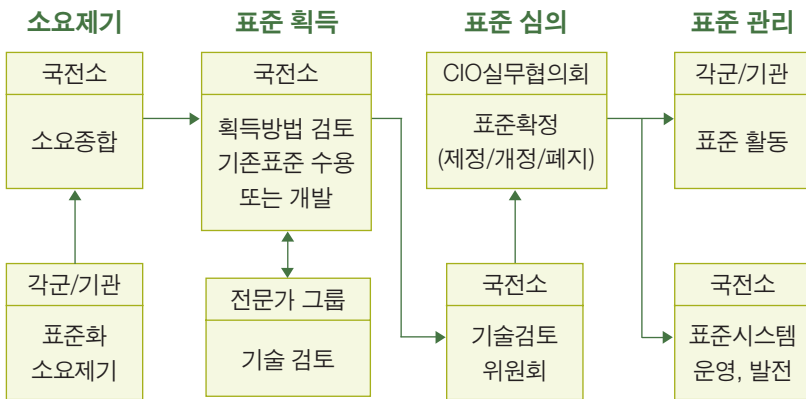 소요제기
표준 획득
표준 심의
표준 관리
국전소
소요종합
각군/기관
표준화
소요제기
국전소
획득방법 검토
기존표준 수용
또는 개발
전문가 그룹
기술 검토
CIO실무협의회
표준확정
(제정/개정/폐지)
국전소
기술검토
위원회
각군/기관
표준 활동
국전소
표준시스템
운영, 발전